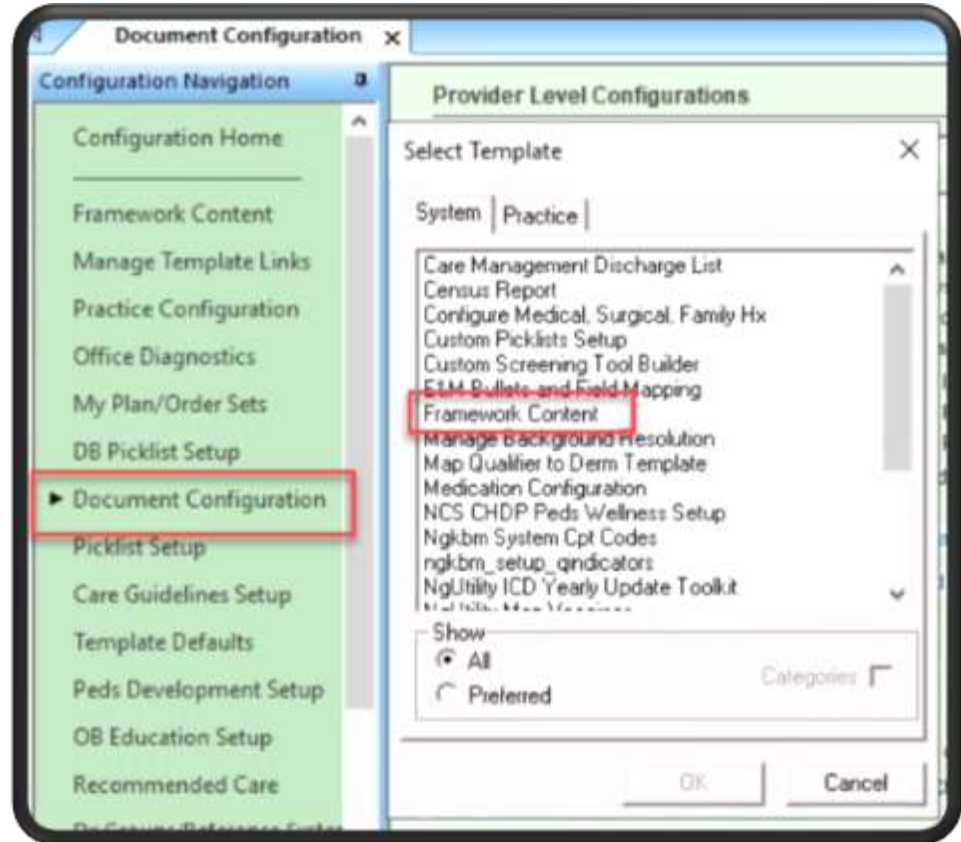 Document Configuration
Configuration Navigation
Configuration Home
Framework Content
Manage Template Links
Practice Configuration
Office Diagnostics
My Plan/Order Sets
DB Picklist Setup
Document Configuration
Picklist Setup
Care Guidelines Setup
Template Defaults
Peds Development Setup
OB Education Setup
Recommended Care
Provider Level Configurations
Select Template
System
Practice
Care Management Discharge List
Census Report
Configure Medical, Surgical, Family Hx
Custom Picklists Setup
Custom Screening Tool Builder
E&M Bullets and Field Mapping
Framework Content
Manage Background Resolution
Map Qualifier to Derm Template
Medication Configuration
NCS CHDP Peds Wellness Setup
Ngkbm System Cpt Codes
ngkbm_setup_qindicators
NgUtility ICD Yearly Update Toolkit
Show
All
Categories
Preferred
OK
Cancel